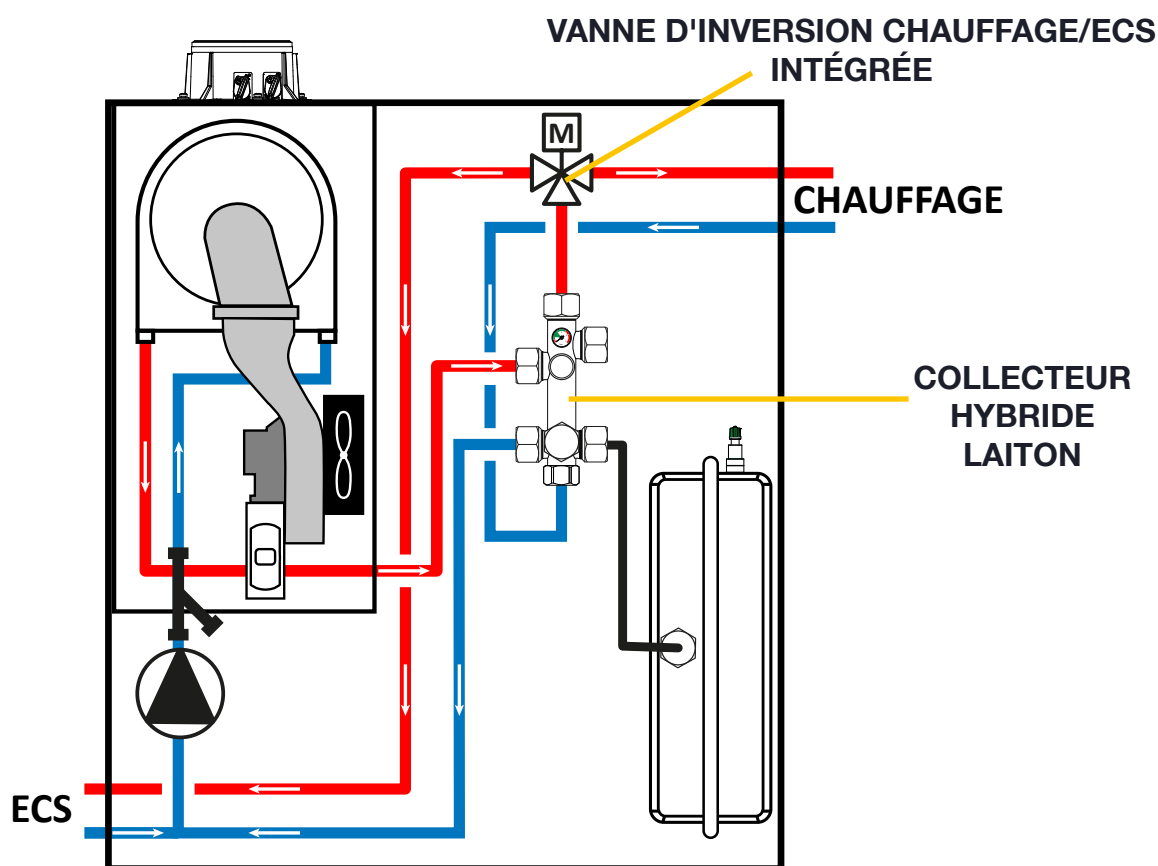 VANNE D'INVERSION CHAUFFAGE/ECS
INTÉGRÉE
M
CHAUFFAGE
COLLECTEUR
HYBRIDE
LAITON
ECS